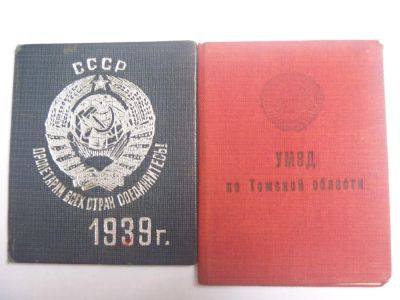 СССР
ПРОЛЕТАРИИ ВСЕХ СТРАН СОЕДИНЯЙТЕСЬ!
1939г.
УМВД
по Томской области